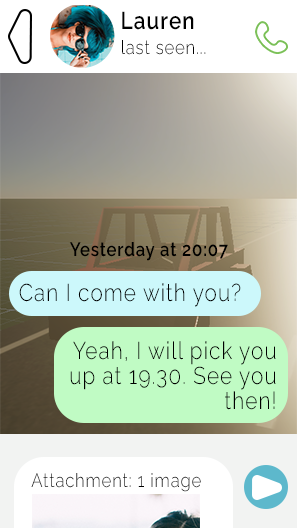 Lauren
last seen...
Yesterday at 20:07
Can I come with you?
Yeah, I will pick you
up at 19.30. See you
then!
Attachment: 1 image